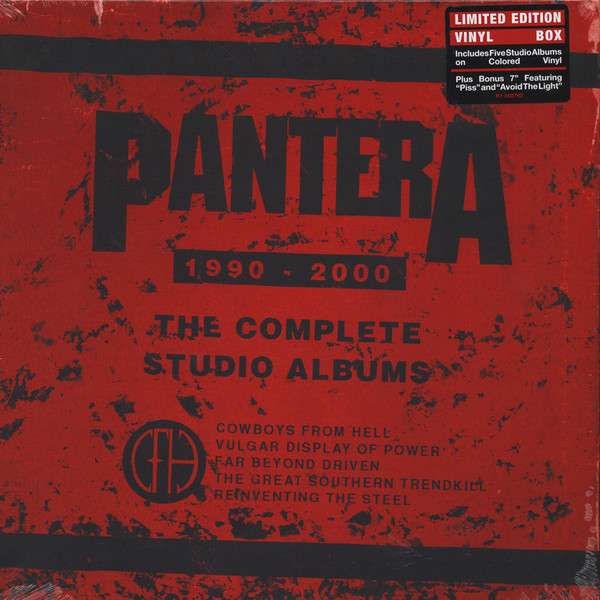 LIMITED EDITION
VINYL BOX
Includes Five Studio Albums
on Colored Vinyl
Plus Bonus 7" Featuring
"Piss" and "Avoid The Light"
PANTERA
1990 - 2000
THE COMPLETE
STUDIO ALBUMS
CFH
COWBOYS FROM HELL
VULGAR DISPLAY OF POWER
FAR BEYOND DRIVEN
THE GREAT SOUTHERN TRENDKILL
REINVENTING THE STEEL